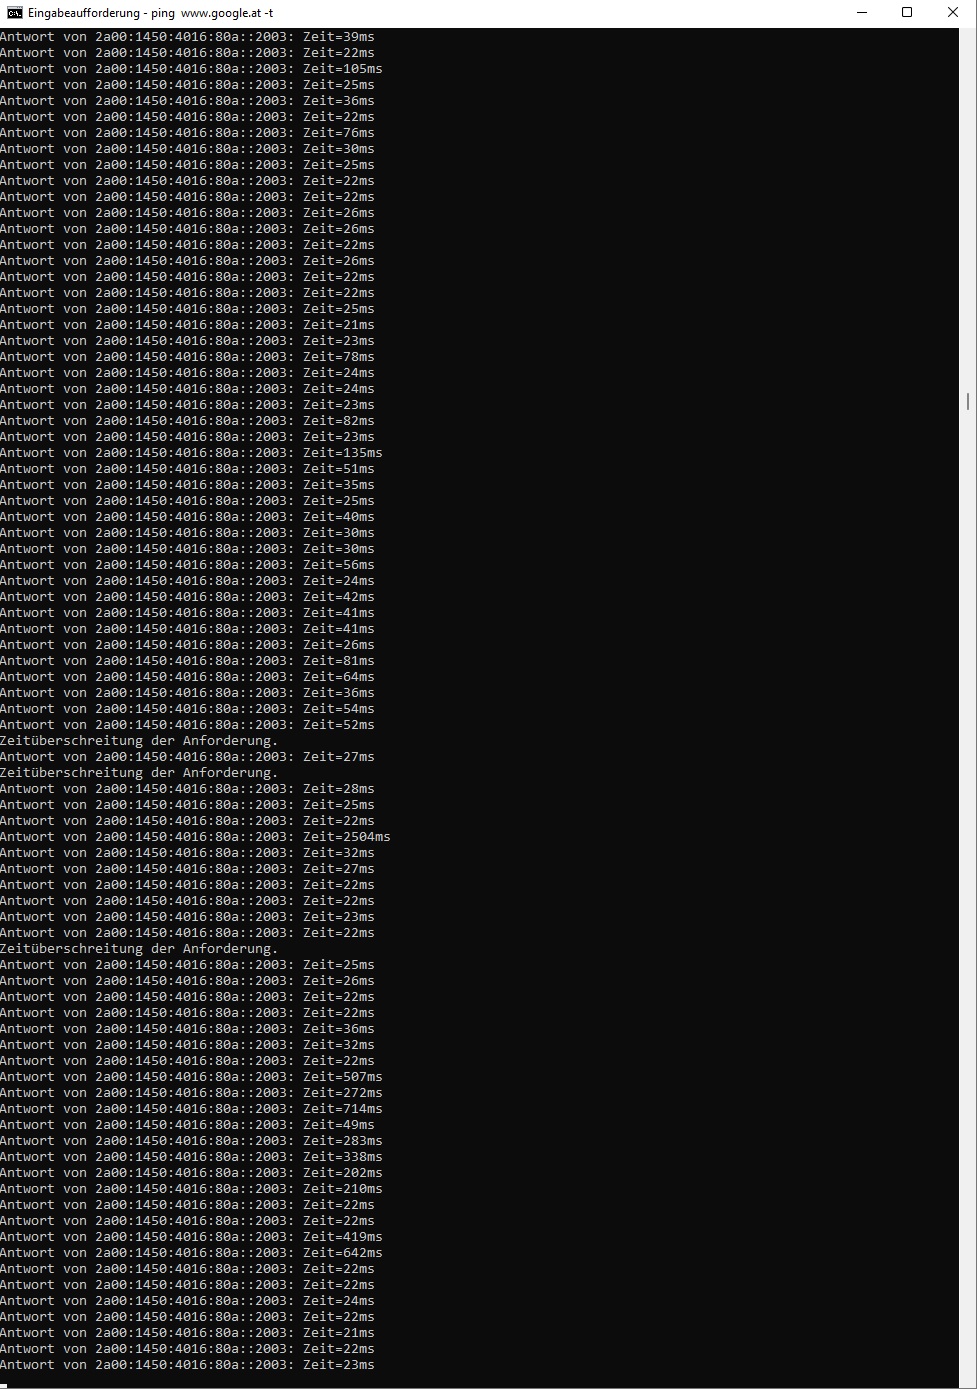 Eingabeaufforderung - ping www.google.at -t
Antwort von 2a00:1450:4016:80a::2003: Zeit=39ms
Antwort von 2a00:1450:4016:80a::2003: Zeit=22ms
Antwort von 2a00:1450:4016:80a::2003: Zeit=105ms
Antwort von 2a00:1450:4016:80a::2003: Zeit=25ms
Antwort von 2a00:1450:4016:80a::2003: Zeit=36ms
Antwort von 2a00:1450:4016:80a::2003: Zeit=22ms
Antwort von 2a00:1450:4016:80a::2003: Zeit=76ms
Antwort von 2a00:1450:4016:80a::2003: Zeit=30ms
Antwort von 2a00:1450:4016:80a::2003: Zeit=25ms
Antwort von 2a00:1450:4016:80a::2003: Zeit=22ms
Antwort von 2a00:1450:4016:80a::2003: Zeit=22ms
Antwort von 2a00:1450:4016:80a::2003: Zeit=26ms
Antwort von 2a00:1450:4016:80a::2003: Zeit=26ms
Antwort von 2a00:1450:4016:80a::2003: Zeit=22ms
Antwort von 2a00:1450:4016:80a::2003: Zeit=26ms
Antwort von 2a00:1450:4016:80a::2003: Zeit=22ms
Antwort von 2a00:1450:4016:80a::2003: Zeit=22ms
Antwort von 2a00:1450:4016:80a::2003: Zeit=25ms
Antwort von 2a00:1450:4016:80a::2003: Zeit=21ms
Antwort von 2a00:1450:4016:80a::2003: Zeit=23ms
Antwort von 2a00:1450:4016:80a::2003: Zeit=78ms
Antwort von 2a00:1450:4016:80a::2003: Zeit=24ms
Antwort von 2a00:1450:4016:80a::2003: Zeit=24ms
Antwort von 2a00:1450:4016:80a::2003: Zeit=23ms
Antwort von 2a00:1450:4016:80a::2003: Zeit=82ms
Antwort von 2a00:1450:4016:80a::2003: Zeit=23ms
Antwort von 2a00:1450:4016:80a::2003: Zeit=135ms
Antwort von 2a00:1450:4016:80a::2003: Zeit=51ms
Antwort von 2a00:1450:4016:80a::2003: Zeit=35ms
Antwort von 2a00:1450:4016:80a::2003: Zeit=25ms
Antwort von 2a00:1450:4016:80a::2003: Zeit=40ms
Antwort von 2a00:1450:4016:80a::2003: Zeit=30ms
Antwort von 2a00:1450:4016:80a::2003: Zeit=30ms
Antwort von 2a00:1450:4016:80a::2003: Zeit=56ms
Antwort von 2a00:1450:4016:80a::2003: Zeit=24ms
Antwort von 2a00:1450:4016:80a::2003: Zeit=42ms
Antwort von 2a00:1450:4016:80a::2003: Zeit=41ms
Antwort von 2a00:1450:4016:80a::2003: Zeit=41ms
Antwort von 2a00:1450:4016:80a::2003: Zeit=26ms
Antwort von 2a00:1450:4016:80a::2003: Zeit=81ms
Antwort von 2a00:1450:4016:80a::2003: Zeit=64ms
Antwort von 2a00:1450:4016:80a::2003: Zeit=36ms
Antwort von 2a00:1450:4016:80a::2003: Zeit=54ms
Antwort von 2a00:1450:4016:80a::2003: Zeit=52ms
Zeitüberschreitung der Anforderung.
Antwort von 2a00:1450:4016:80a::2003: Zeit=27ms
Zeitüberschreitung der Anforderung.
Antwort von 2a00:1450:4016:80a::2003: Zeit=28ms
Antwort von 2a00:1450:4016:80a::2003: Zeit=25ms
Antwort von 2a00:1450:4016:80a::2003: Zeit=22ms
Antwort von 2a00:1450:4016:80a::2003: Zeit=2504ms
Antwort von 2a00:1450:4016:80a::2003: Zeit=32ms
Antwort von 2a00:1450:4016:80a::2003: Zeit=27ms
Antwort von 2a00:1450:4016:80a::2003: Zeit=22ms
Antwort von 2a00:1450:4016:80a::2003: Zeit=22ms
Antwort von 2a00:1450:4016:80a::2003: Zeit=23ms
Antwort von 2a00:1450:4016:80a::2003: Zeit=22ms
Zeitüberschreitung der Anforderung.
Antwort von 2a00:1450:4016:80a::2003: Zeit=25ms
Antwort von 2a00:1450:4016:80a::2003: Zeit=26ms
Antwort von 2a00:1450:4016:80a::2003: Zeit=22ms
Antwort von 2a00:1450:4016:80a::2003: Zeit=22ms
Antwort von 2a00:1450:4016:80a::2003: Zeit=36ms
Antwort von 2a00:1450:4016:80a::2003: Zeit=32ms
Antwort von 2a00:1450:4016:80a::2003: Zeit=22ms
Antwort von 2a00:1450:4016:80a::2003: Zeit=507ms
Antwort von 2a00:1450:4016:80a::2003: Zeit=272ms
Antwort von 2a00:1450:4016:80a::2003: Zeit=714ms
Antwort von 2a00:1450:4016:80a::2003: Zeit=49ms
Antwort von 2a00:1450:4016:80a::2003: Zeit=283ms
Antwort von 2a00:1450:4016:80a::2003: Zeit=338ms
Antwort von 2a00:1450:4016:80a::2003: Zeit=202ms
Antwort von 2a00:1450:4016:80a::2003: Zeit=210ms
Antwort von 2a00:1450:4016:80a::2003: Zeit=22ms
Antwort von 2a00:1450:4016:80a::2003: Zeit=22ms
Antwort von 2a00:1450:4016:80a::2003: Zeit=419ms
Antwort von 2a00:1450:4016:80a::2003: Zeit=642ms
Antwort von 2a00:1450:4016:80a::2003: Zeit=22ms
Antwort von 2a00:1450:4016:80a::2003: Zeit=22ms
Antwort von 2a00:1450:4016:80a::2003: Zeit=24ms
Antwort von 2a00:1450:4016:80a::2003: Zeit=22ms
Antwort von 2a00:1450:4016:80a::2003: Zeit=21ms
Antwort von 2a00:1450:4016:80a::2003: Zeit=22ms
Antwort von 2a00:1450:4016:80a::2003: Zeit=23ms